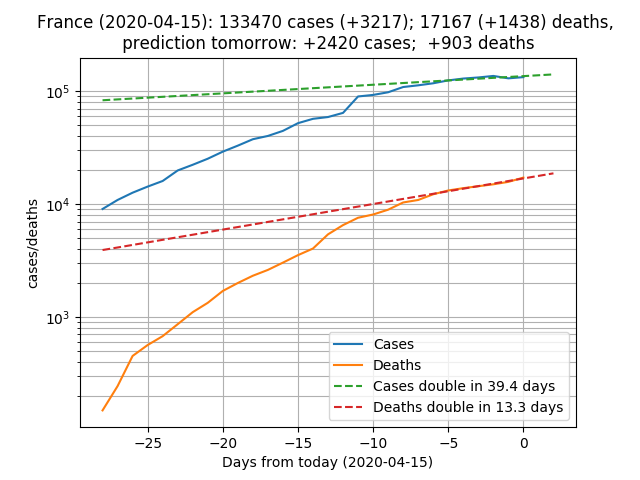 France (2020-04-15): 133470 cases (+3217); 17167 (+1438) deaths,
prediction tomorrow: +2420 cases;  +903 deaths
10^5
10^4
10^3
cases/deaths
Cases
Deaths
Cases double in 39.4 days
Deaths double in 13.3 days
−25 −20 −15 −10 −5 0
Days from today (2020-04-15)